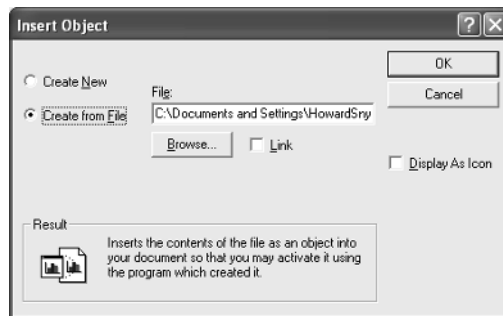 Insert Object
Create New
Create from File
File:
C:\Documents and Settings\HowardSny
Browse...
Link
OK
Cancel
Display As Icon
Result
Inserts the contents of the file as an object into
your document so that you may activate it using
the program which created it.